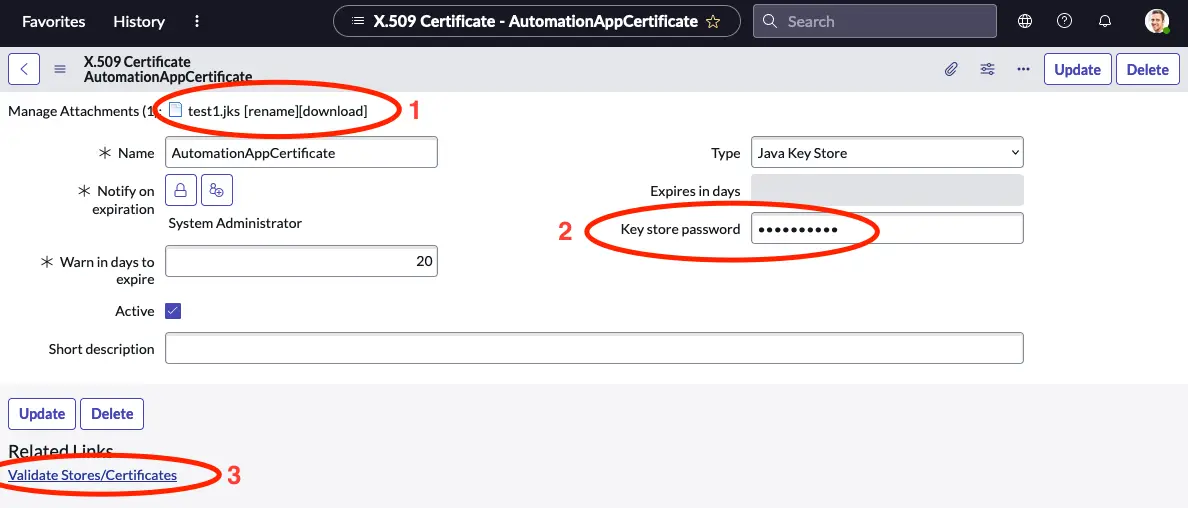 Favorites History X.509 Certificate - AutomationAppCertificate Search
X.509 Certificate
AutomationAppCertificate
Update Delete
Manage Attachments (1): test1.jks [rename][download] 1
Name AutomationAppCertificate Type Java Key Store
Notify on expiration Expires in days
System Administrator 2 Key store password ••••••••••
Warn in days to expire 20
Active
Short description
Update Delete
Related Links
Validate Stores/Certificates 3